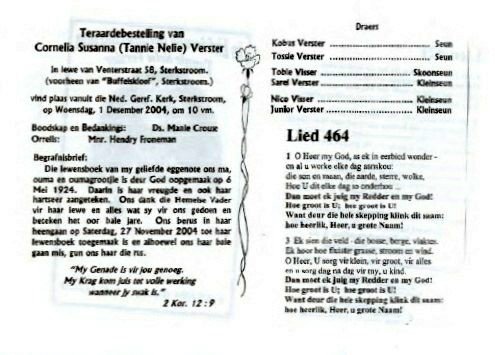 Teraardebestelling van
Cornelia Susanna (Tannie Nelie) Verster
In lewe van Venterstraat 58, Sterkstroom.
(voorheen van "Buffelskloof", Sterkstroom.)
vind plaas vanuit die Ned. Geref. Kerk, Sterkstroom,
op Woensdag, 1 Desember 2004, om 10 vm.
Boodskap en Bedankings: Ds. Manie Croux
Orrelis: Mnr. Hendry Froneman
Begrafnisbrief:
Die lewensboek van my geliefde eggenote ons ma,
ouma en oumagrootjie is deur God oopgemaak op 6
Mei 1924. Daarin is haar vreugde en ook haar
hartseer aangeteken. Ons dank die Hemelse Vader
vir haar lewe en alles wat sy vir ons gedoen en
beteken het oor baie jare. Ons berus in haar
heengaan op Saterdag, 27 November 2004 toe haar
lewensboek toegemaak is en alhoewel ons haar baie
gaan mis, gun ons haar die rus.
"My Genade is vir jou genoeg.
My Krag kom juis tot volle werking
wanneer jy swak is."
2 Kor. 12 : 9
Draers
Kobus Verster Seun
Tossie Verster Seun
Tobie Visser Skoonseun
Sarel Verster Kleinseun
Nico Visser Kleinseun
Junior Verster Kleinseun
Lied 464
1 O Heer my God, as ek in eerbied wonder -
en al u werke elke dag aanskou:
die son en maan, die aarde, sterre, wolke,
Hoe U dit elke dag so onderhou ...
Dan moet ek juig my Redder en my God!
Hoe groot is U; hoe groot is U!
Want deur die hele skepping klink dit saam:
hoe heerlik, Heer, u grote Naam!
3 Ek sien die veld - die bosse, berge, vlaktes.
Ek hoor hoe fluister grasse, stroom en wind.
O Heer, U sorg vir klein, vir groot, vir alles
en u sorg dag na dag vir my, u kind.
Dan moet ek juig my Redder en my God!
Hoe groot is U; hoe groot is U!
Want deur die hele skepping klink dit saam:
hoe heerlik, Heer, u grote Naam!